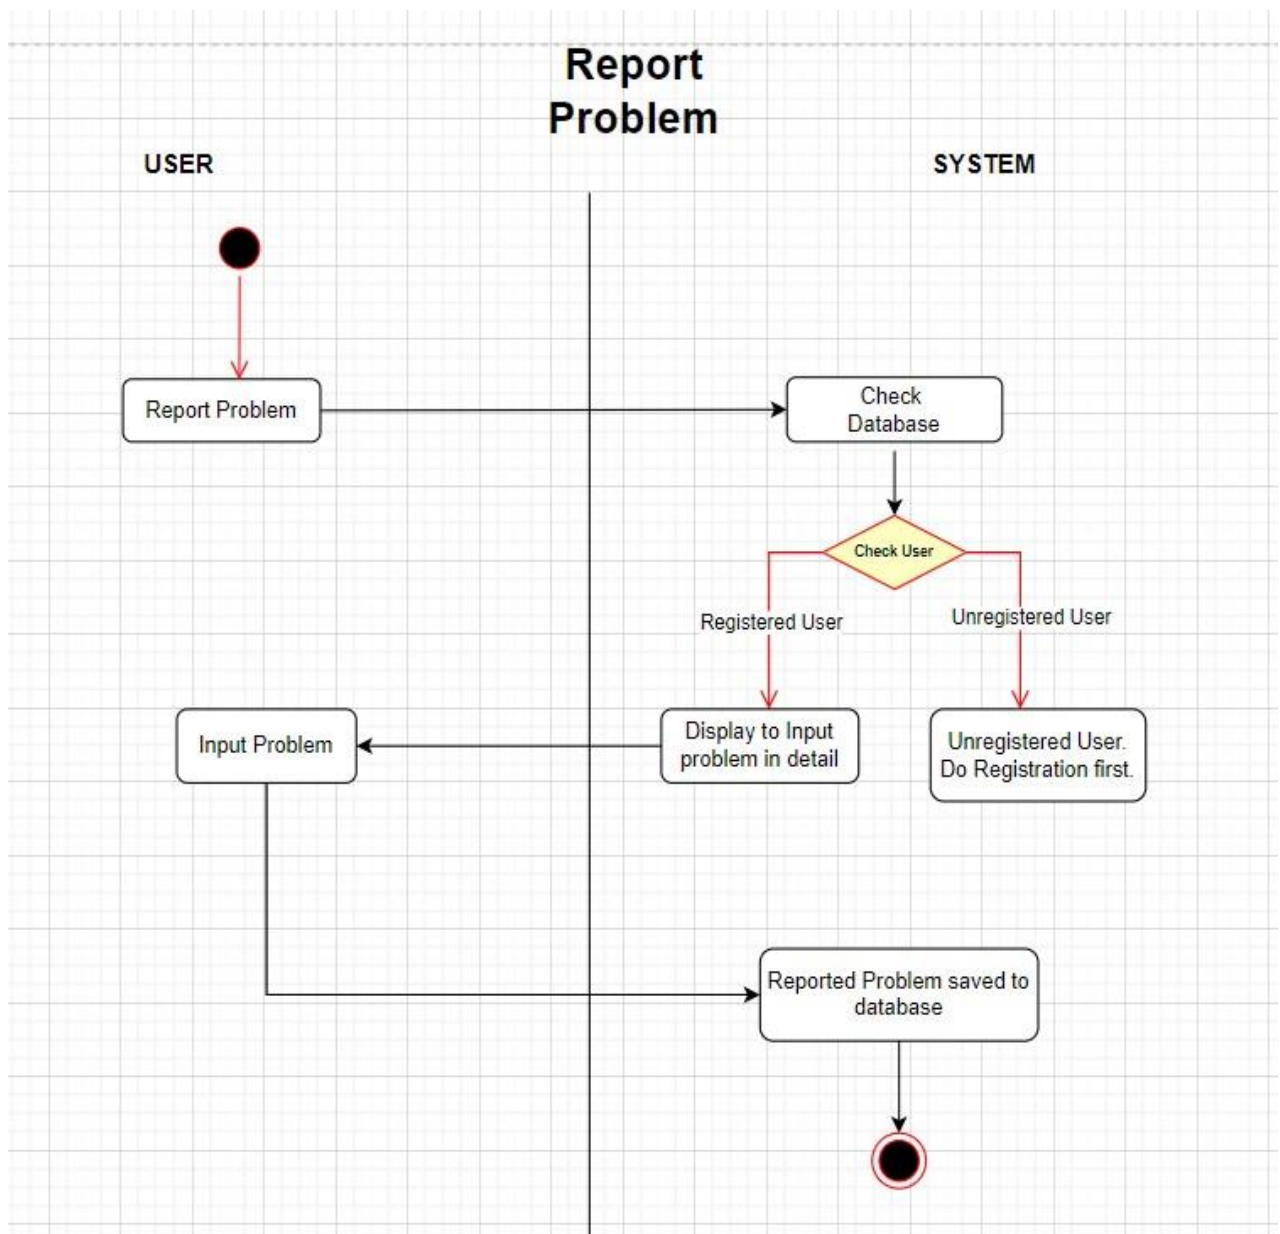 Report
Problem
USER
SYSTEM
Report Problem
Check
Database
Check User
Registered User
Unregistered User
Input Problem
Display to Input
problem in detail
Unregistered User.
Do Registration first.
Reported Problem saved to
database